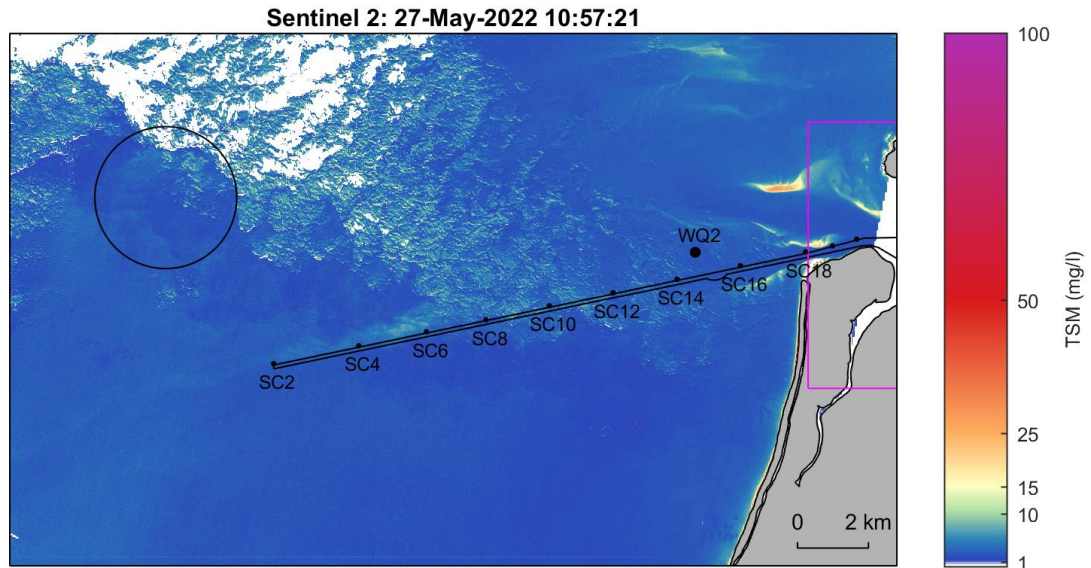 Sentinel 2: 27-May-2022 10:57:21
100
50
25
15
10
1
TSM (mg/l)
WQ2
SC18
SC16
SC14
SC12
SC10
SC8
SC6
SC4
SC2
0 2 km